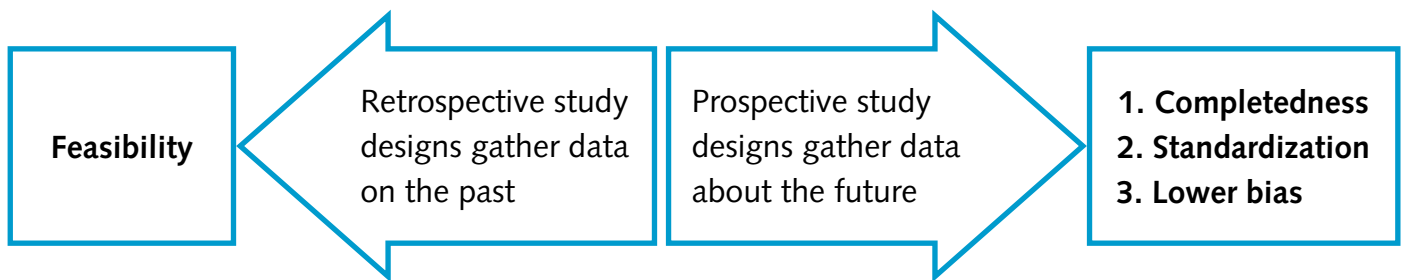 Feasibility
Retrospective study
designs gather data
on the past
Prospective study
designs gather data
about the future
1. Completedness
2. Standardization
3. Lower bias